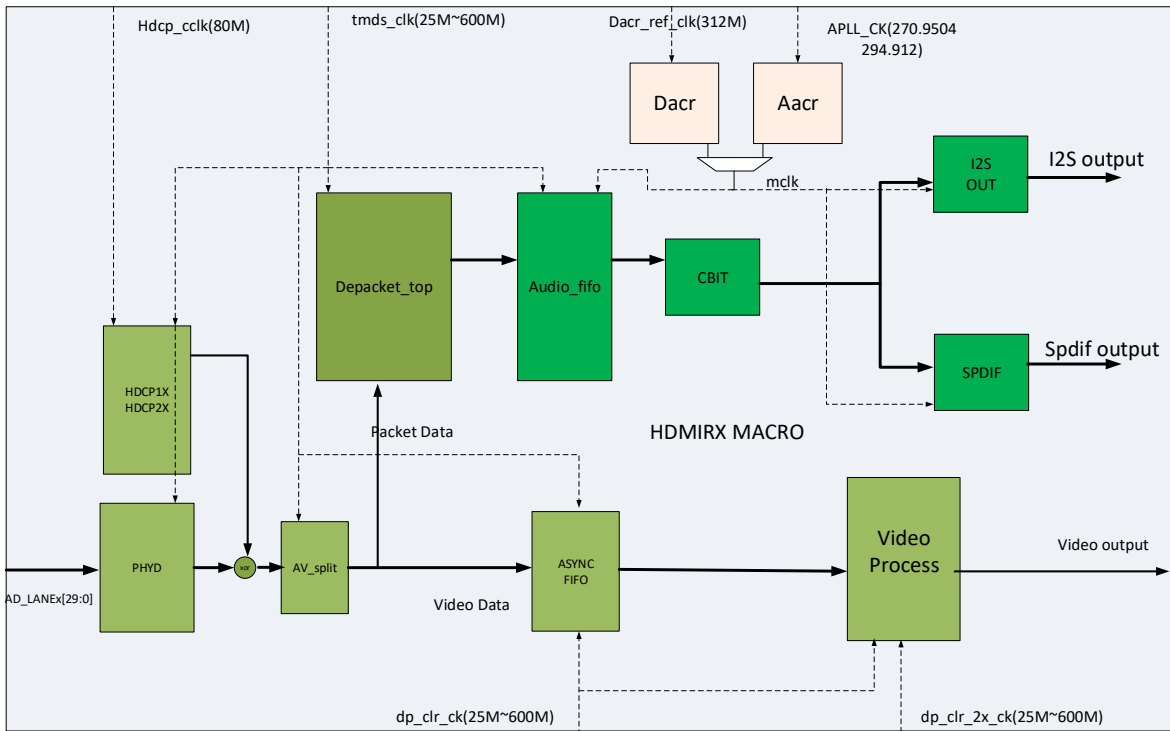 Hdcp_cclk(80M)
tmds_clk(25M~600M)
Dacr_ref_clk(312M)
APLL_CK(270.9504
294.912)
Dacr
Aacr
I2S
OUT
I2S output
mclk
Depacket_top
Audio_fifo
CBIT
Spdif output
SPDIF
HDCP1X
HDCP2X
Packet Data
HDMIRX MACRO
PHYD
xor
AV_split
ASYNC
FIFO
Video
Process
Video output
AD_LANEx[29:0]
Video Data
dp_clr_ck(25M~600M)
dp_clr_2x_ck(25M~600M)